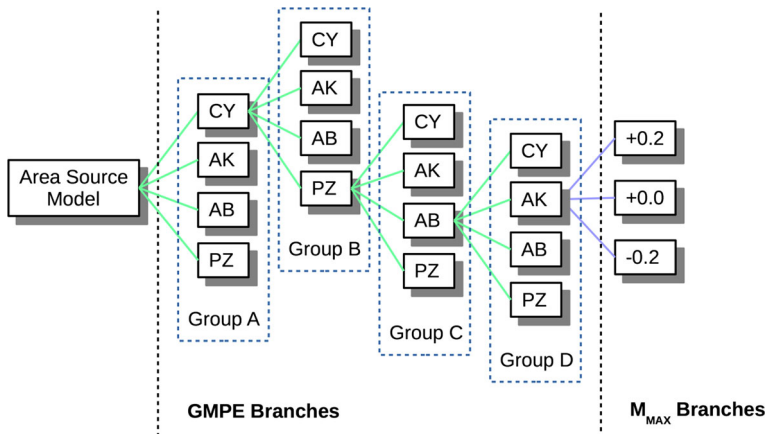 Area Source
Model
CY
AK
AB
PZ
Group A
CY
AK
AB
PZ
Group B
CY
AK
AB
PZ
Group C
CY
AK
AB
PZ
Group D
+0.2
+0.0
-0.2
GMPE Branches
MMAX Branches